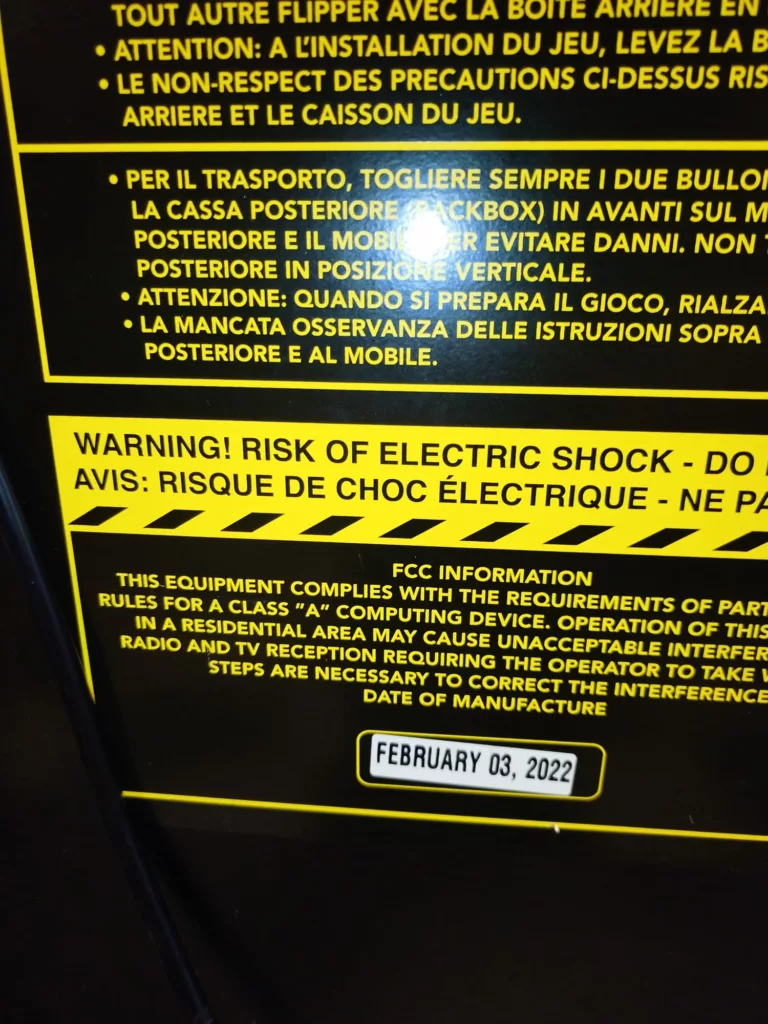 TOUT AUTRE FLIPPER AVEC LA BOITE ARRIERE EN
• ATTENTION: A L'INSTALLATION DU JEU, LEVEZ LA
• LE NON-RESPECT DES PRECAUTIONS CI-DESSUS
ARRIERE ET LE CAISSON DU JEU.
• PER IL TRASPORTO, TOGLIERE SEMPRE I DUE
LA CASSA POSTERIORE (BACKBOX) IN AVANTI SUL
POSTERIORE E IL EVITARE DANNI. NON
POSTERIORE IN POSIZIONE VERTICALE.
• ATTENZIONE: QUANDO SI PREPARA IL GIOCO,
• LA MANCATA OSSERVANZA DELLE ISTRUZIONI SOPRA
POSTERIORE E AL MOBILE.
WARNING! RISK OF ELECTRIC SHOCK - DO
AVIS: RISQUE DE CHOC ÉLECTRIQUE - NE
FCC INFORMATION
THIS EQUIPMENT COMPLIES WITH THE REQUIREMENTS OF PART
RULES FOR A CLASS "A" COMPUTING DEVICE. OPERATION OF THIS
IN A RESIDENTIAL AREA MAY CAUSE UNACCEPTABLE
RADIO AND TV RECEPTION REQUIRING THE OPERATOR TO TAKE
STEPS ARE NECESSARY TO CORRECT THE INTERFERENCE
DATE OF MANUFACTURE
FEBRUARY 03, 2022